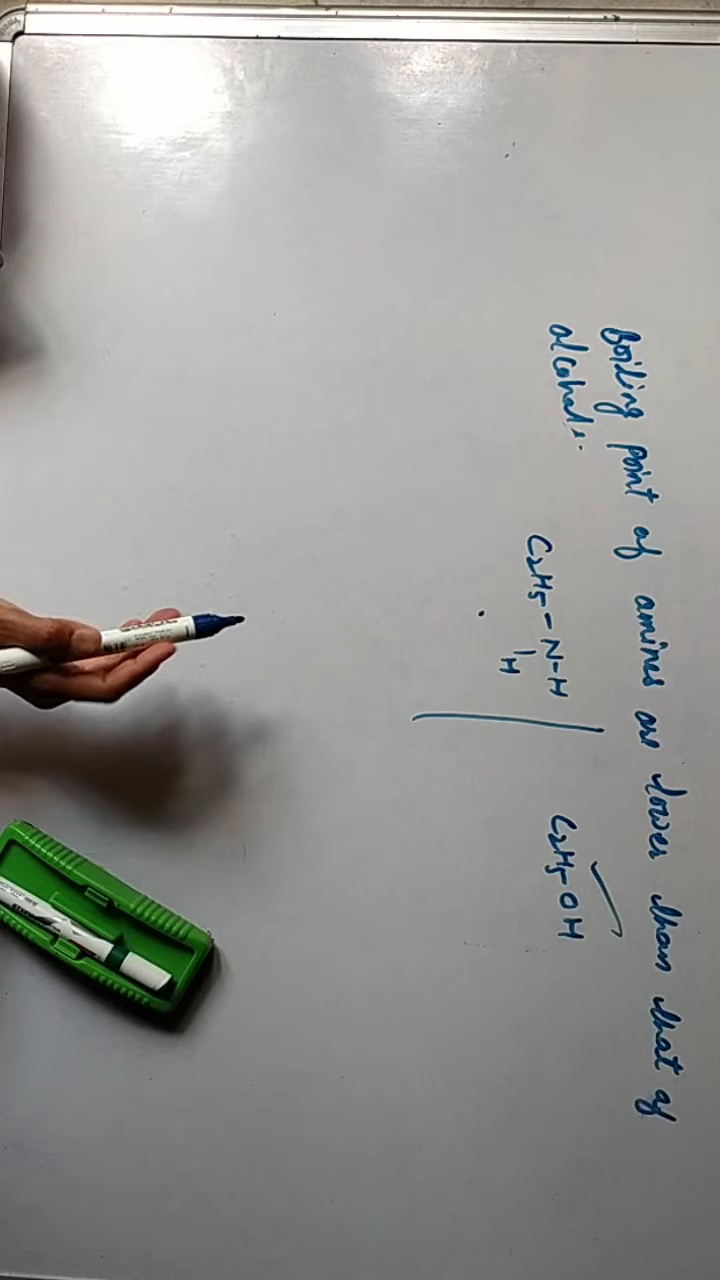 Boiling point of amines are lower than that of
alcohols.
C2H5-N-H
H
C2H5-OH